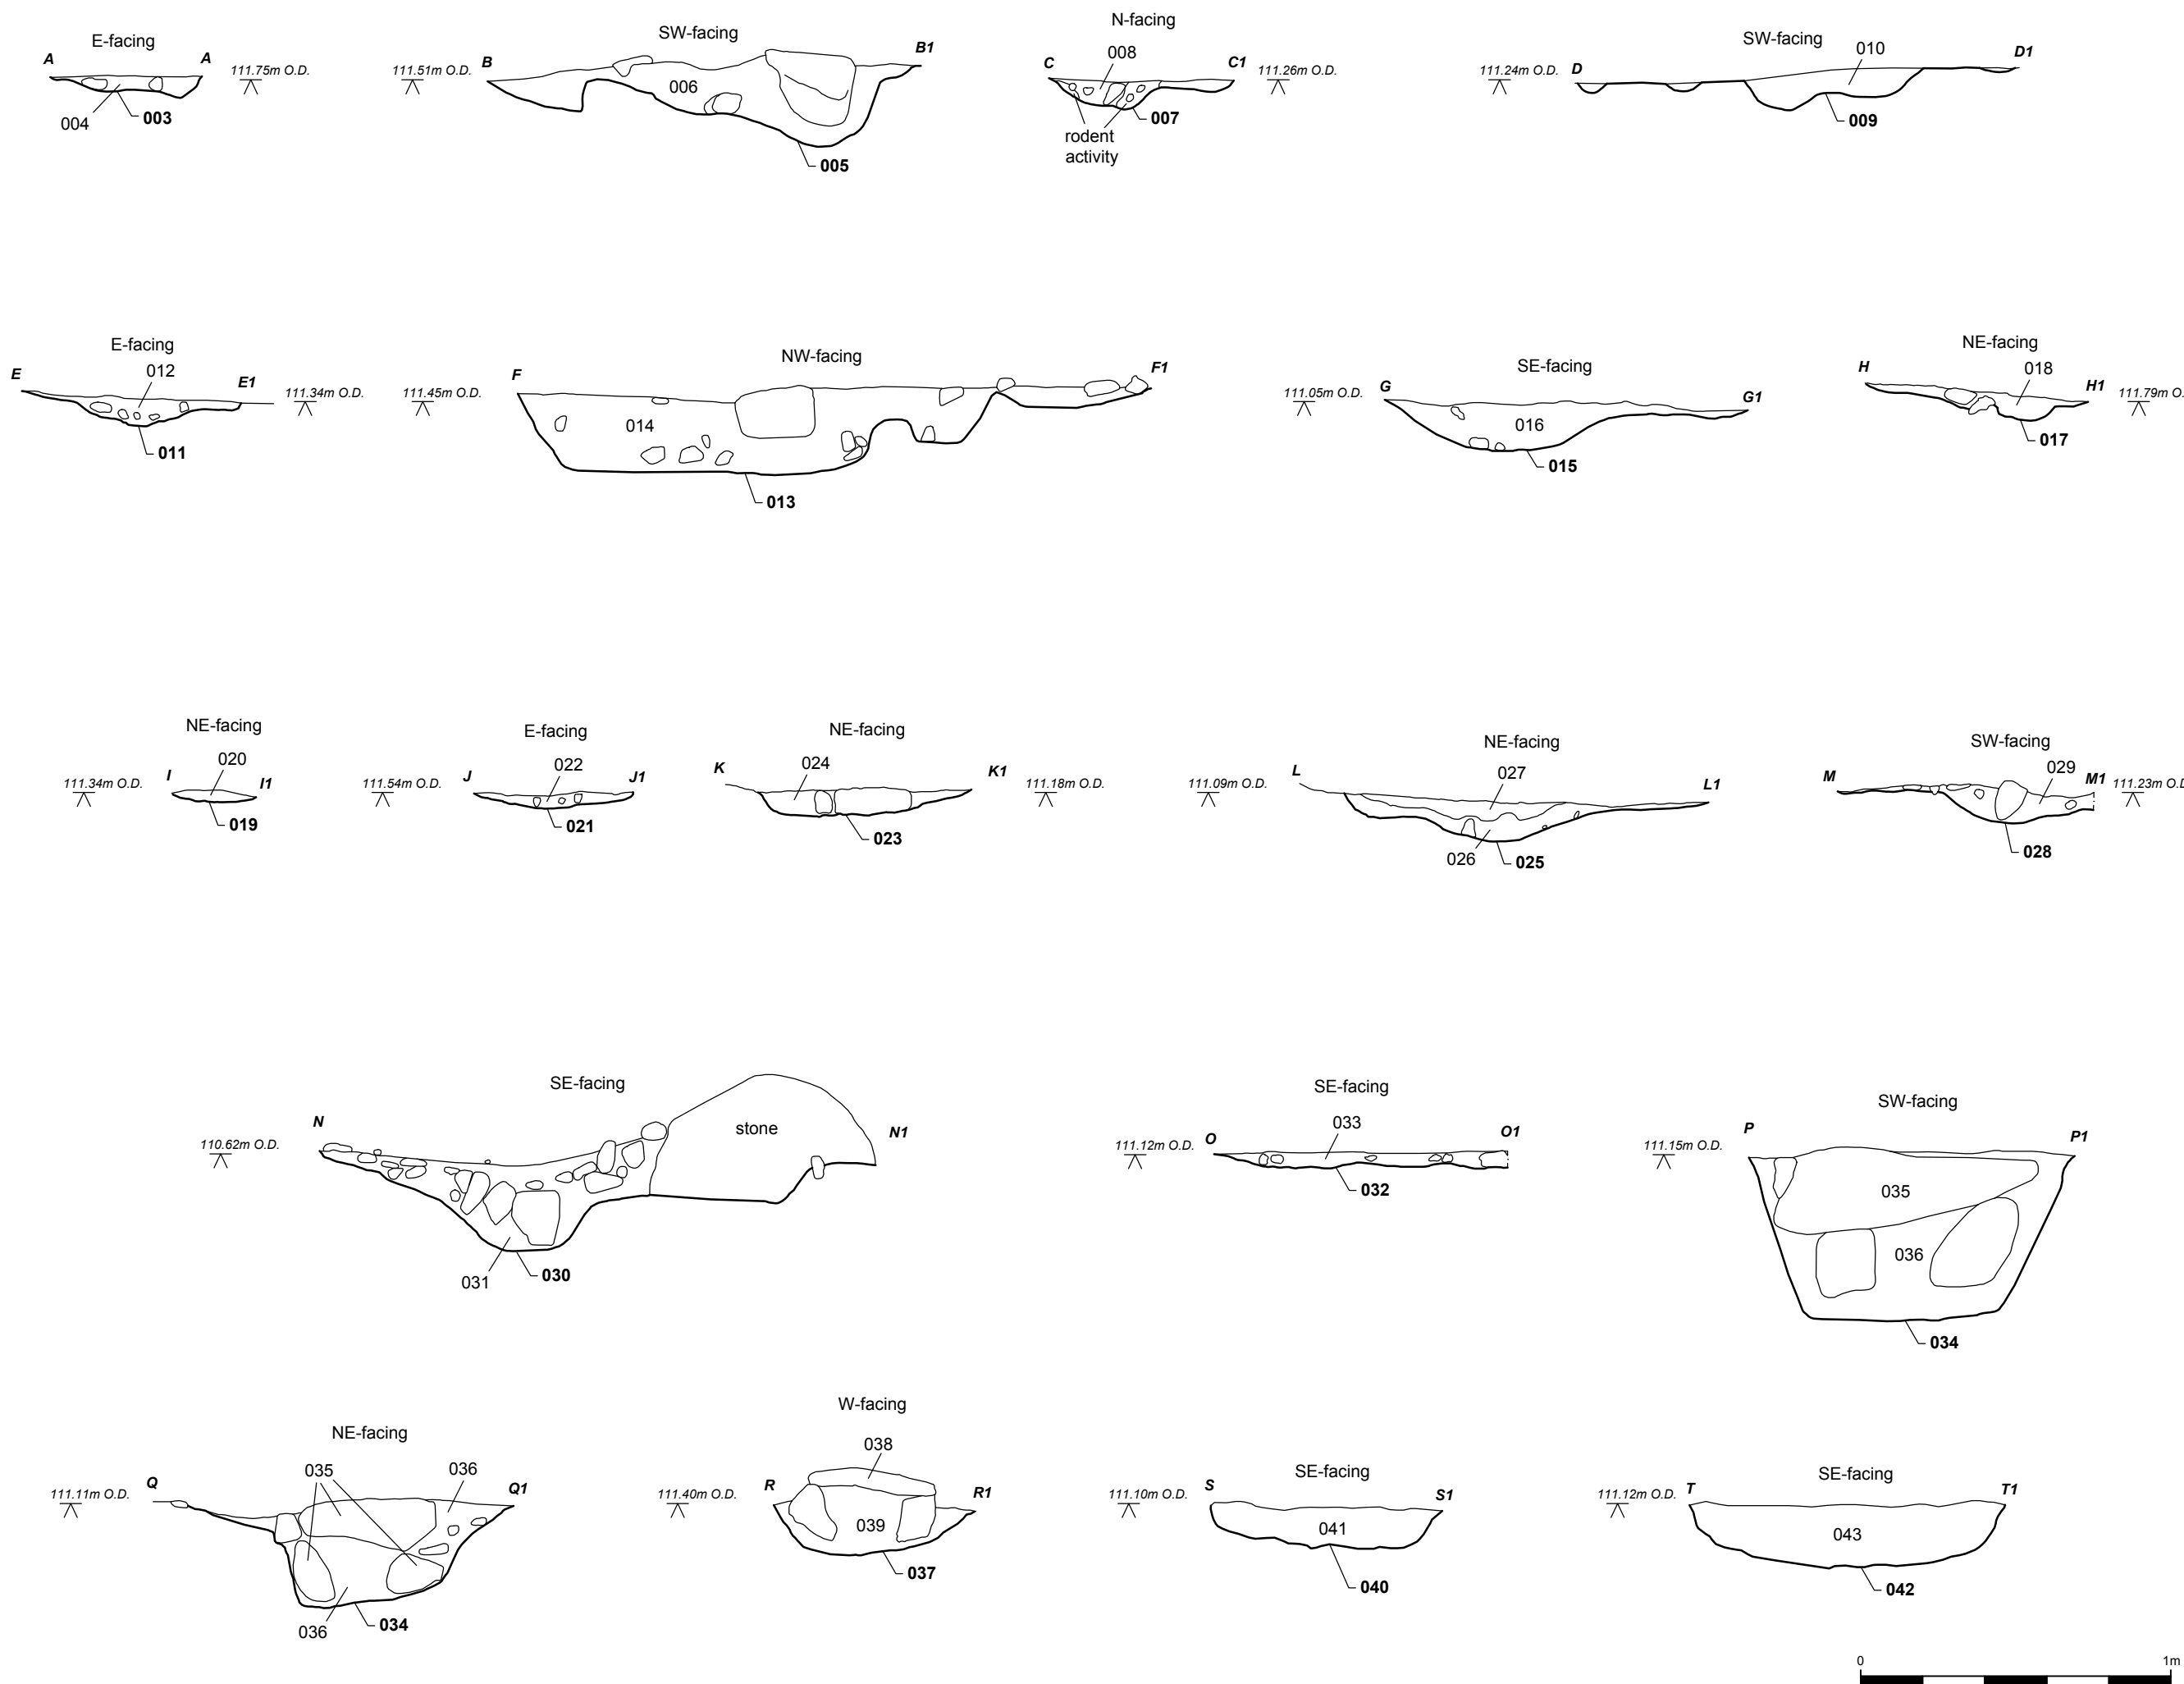 E-facing
A
A
111.75m O.D.
004
003
SW-facing
111.51m O.D.
B
B1
006
005
N-facing
008
C
C1
111.26m O.D.
007
rodent
activity
SW-facing
010
111.24m O.D.
D
D1
009
E-facing
012
E
E1
111.34m O.D.
011
NW-facing
111.45m O.D.
F
F1
014
013
SE-facing
111.05m O.D.
G
G1
016
015
NE-facing
018
H
H1
111.79m O.
017
NE-facing
020
111.34m O.D.
I
I1
019
E-facing
022
111.54m O.D.
J
J1
021
NE-facing
024
K
K1
111.18m O.D.
023
NE-facing
111.09m O.D.
L
L1
027
026
025
SW-facing
029
M
M1
111.23m O.D
028
SE-facing
110.62m O.D.
N
N1
stone
031
030
SE-facing
033
111.12m O.D.
O
O1
032
SW-facing
111.15m O.D.
P
P1
035
036
034
NE-facing
035
036
111.11m O.D.
Q
Q1
036
034
W-facing
038
111.40m O.D.
R
R1
039
037
SE-facing
111.10m O.D.
S
S1
041
040
SE-facing
111.12m O.D.
T
T1
043
042
0
1m